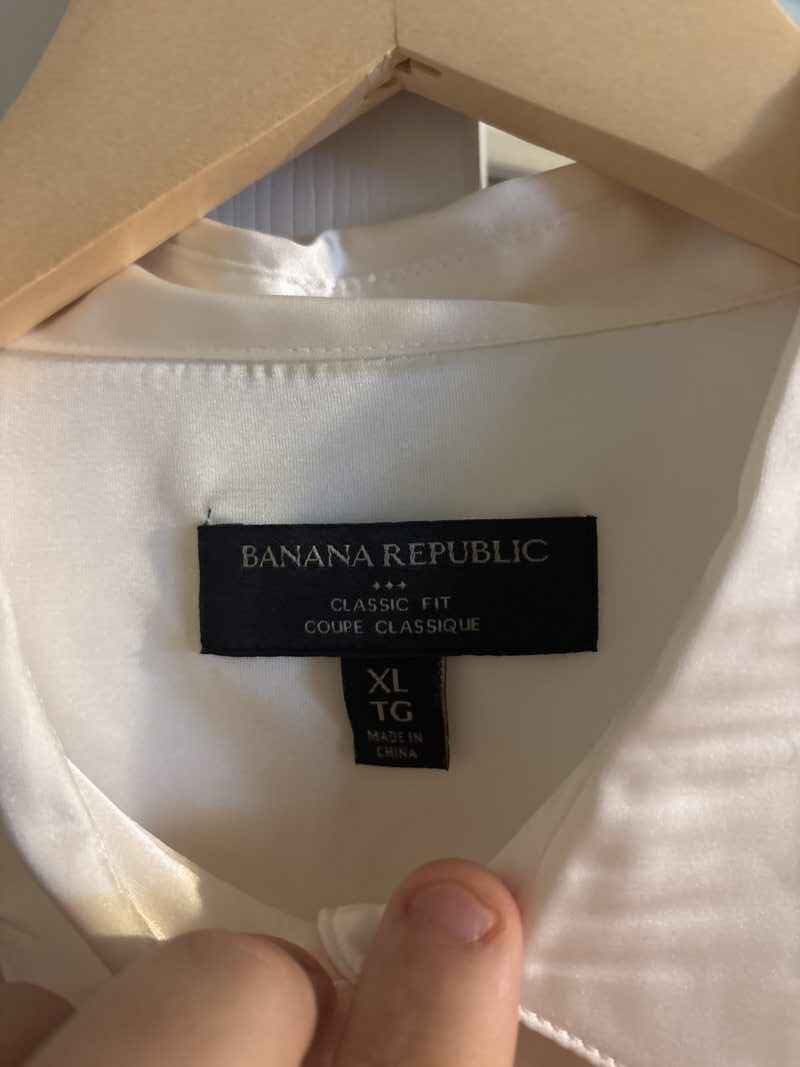 BANANA REPUBLIC
CLASSIC FIT
COUPE CLASSIQUE
XL
TG
MADE IN
CHINA